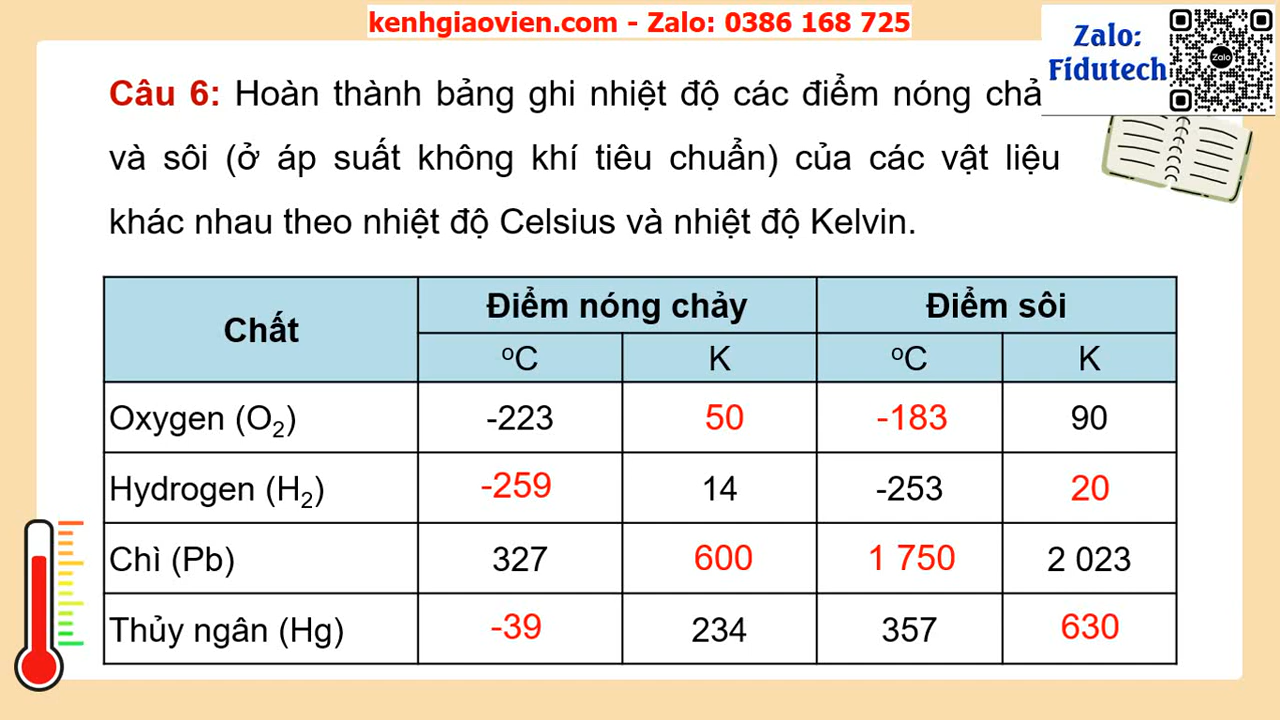 kenhgiaovien.com - Zalo: 0386 168 725
Zalo:
Fidutech
Zalo
Câu 6: Hoàn thành bảng ghi nhiệt độ các điểm nóng chả
và sôi (ở áp suất không khí tiêu chuẩn) của các vật liệu
khác nhau theo nhiệt độ Celsius và nhiệt độ Kelvin.
Chất Điểm nóng chảy Điểm sôi
ºC K ºC K
Oxygen (O₂) -223 50 -183 90
Hydrogen (H₂) -259 14 -253 20
Chì (Pb) 327 600 1 750 2 023
Thủy ngân (Hg) -39 234 357 630